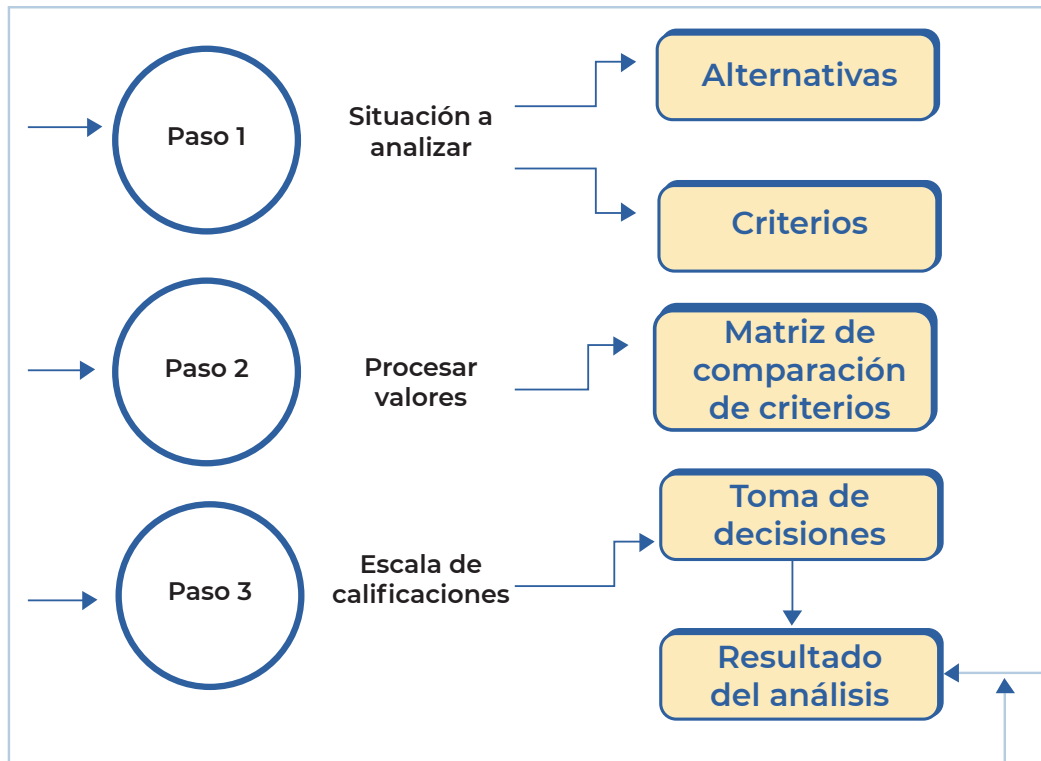 Paso 1
Situación a
analizar
Alternativas
Criterios
Paso 2
Procesar
valores
Matriz de
comparación
de criterios
Paso 3
Escala de
calificaciones
Toma de
decisiones
Resultado
del análisis